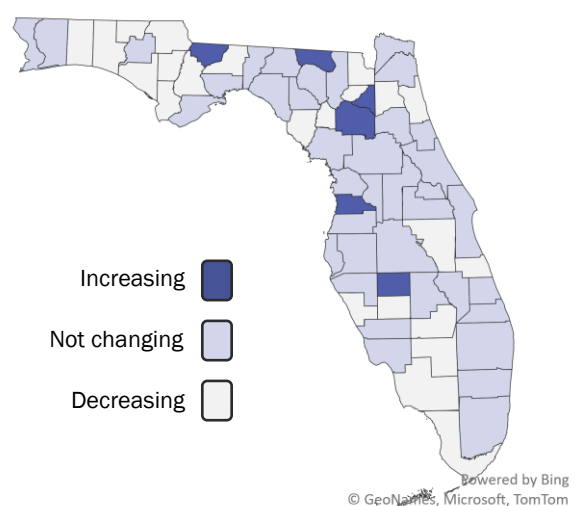 Increasing
Not changing
Decreasing
Powered by Bing
© GeoNames, Microsoft, TomTom